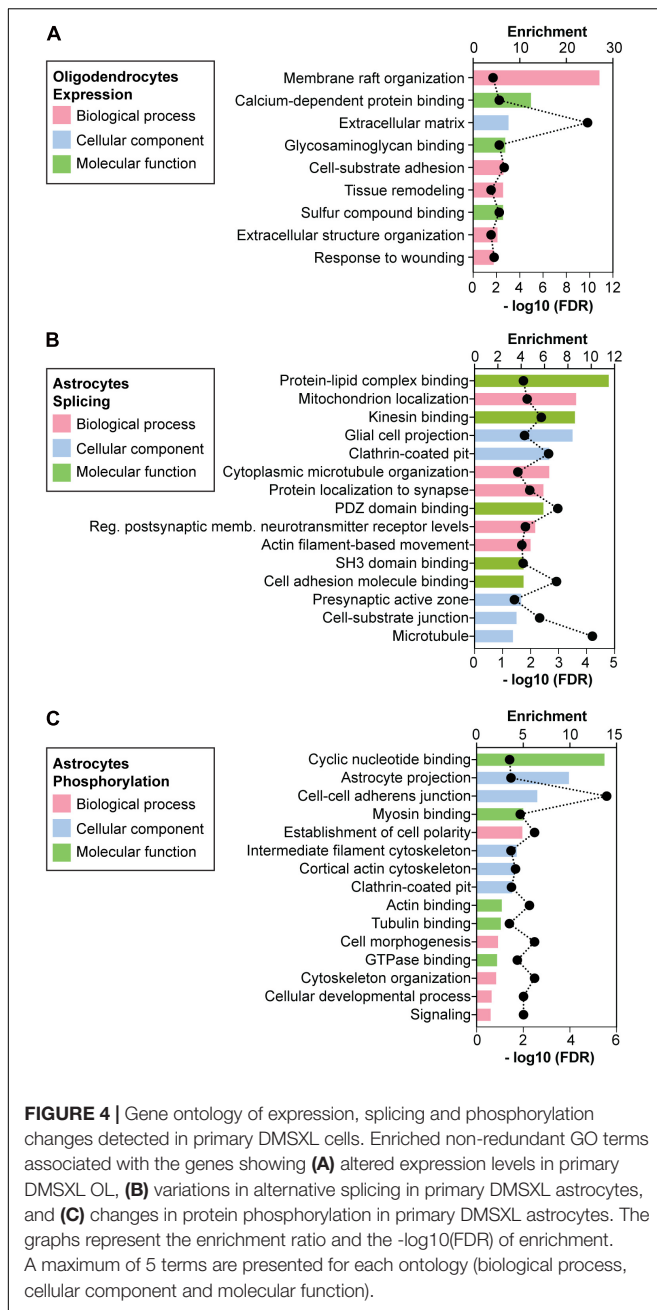 A
Enrichment
0 10 20 30
Oligodendrocytes
Expression
Biological process
Cellular component
Molecular function
Membrane raft organization
Calcium-dependent protein binding
Extracellular matrix
Glycosaminoglycan binding
Cell-substrate adhesion
Tissue remodeling
Sulfur compound binding
Extracellular structure organization
Response to wounding
0 2 4 6 8 10 12
- log10 (FDR)
B
Enrichment
0 2 4 6 8 10 12
Astrocytes
Splicing
Biological process
Cellular component
Molecular function
Protein-lipid complex binding
Mitochondrion localization
Kinesin binding
Glial cell projection
Clathrin-coated pit
Cytoplasmic microtubule organization
Protein localization to synapse
PDZ domain binding
Reg. postsynaptic memb. neurotransmitter receptor levels
Actin filament-based movement
SH3 domain binding
Cell adhesion molecule binding
Presynaptic active zone
Cell-substrate junction
Microtubule
0 1 2 3 4 5
- log10 (FDR)
C
Enrichment
0 5 10 15
Astrocytes
Phosphorylation
Biological process
Cellular component
Molecular function
Cyclic nucleotide binding
Astrocyte projection
Cell-cell adherens junction
Myosin binding
Establishment of cell polarity
Intermediate filament cytoskeleton
Cortical actin cytoskeleton
Clathrin-coated pit
Actin binding
Tubulin binding
Cell morphogenesis
GTPase binding
Cytoskeleton organization
Cellular developmental process
Signaling
0 2 4 6
- log10 (FDR)
FIGURE 4 | Gene ontology of expression, splicing and phosphorylation
changes detected in primary DMSXL cells. Enriched non-redundant GO terms
associated with the genes showing (A) altered expression levels in primary
DMSXL OL, (B) variations in alternative splicing in primary DMSXL astrocytes,
and (C) changes in protein phosphorylation in primary DMSXL astrocytes. The
graphs represent the enrichment ratio and the -log10(FDR) of enrichment.
A maximum of 5 terms are presented for each ontology (biological process,
cellular component and molecular function).